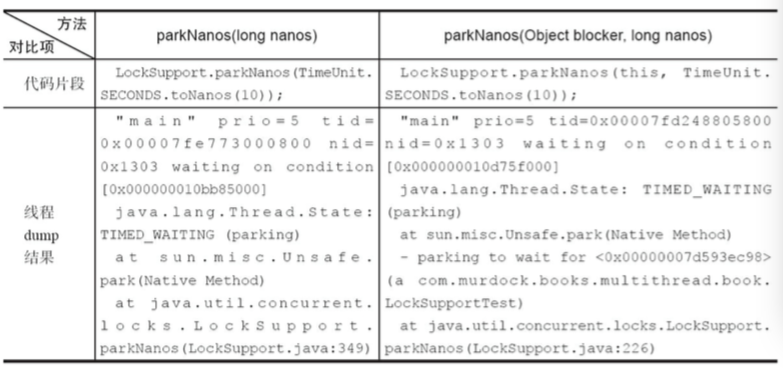 方法
对比项
parkNanos(long nanos)
parkNanos(Object blocker, long nanos)
代码片段
LockSupport.parkNanos(TimeUnit.
SECONDS.toNanos(10));
LockSupport.parkNanos(this, TimeUnit.
SECONDS.toNanos(10));
线程
dump
结果
"main" prio=5 tid=
0x00007fe773000800 nid=
0x1303 waiting on condition
[0x000000010bb85000]
java.lang.Thread.State:
TIMED_WAITING (parking)
at sun.misc.Unsafe.
park(Native Method)
at java.util.concurrent.
locks.LockSupport.
parkNanos(LockSupport.java:349)
"main" prio=5 tid=0x00007fd248805800
nid=0x1303 waiting on condition
[0x000000010d75f000]
java.lang.Thread.State: TIMED_WAITING
(parking)
at sun.misc.Unsafe.park(Native Method)
- parking to wait for <0x00000007d593ec98>
(a com.murdock.books.multithread.book.
LockSupportTest)
at java.util.concurrent.locks.LockSupport.
parkNanos(LockSupport.java:226)